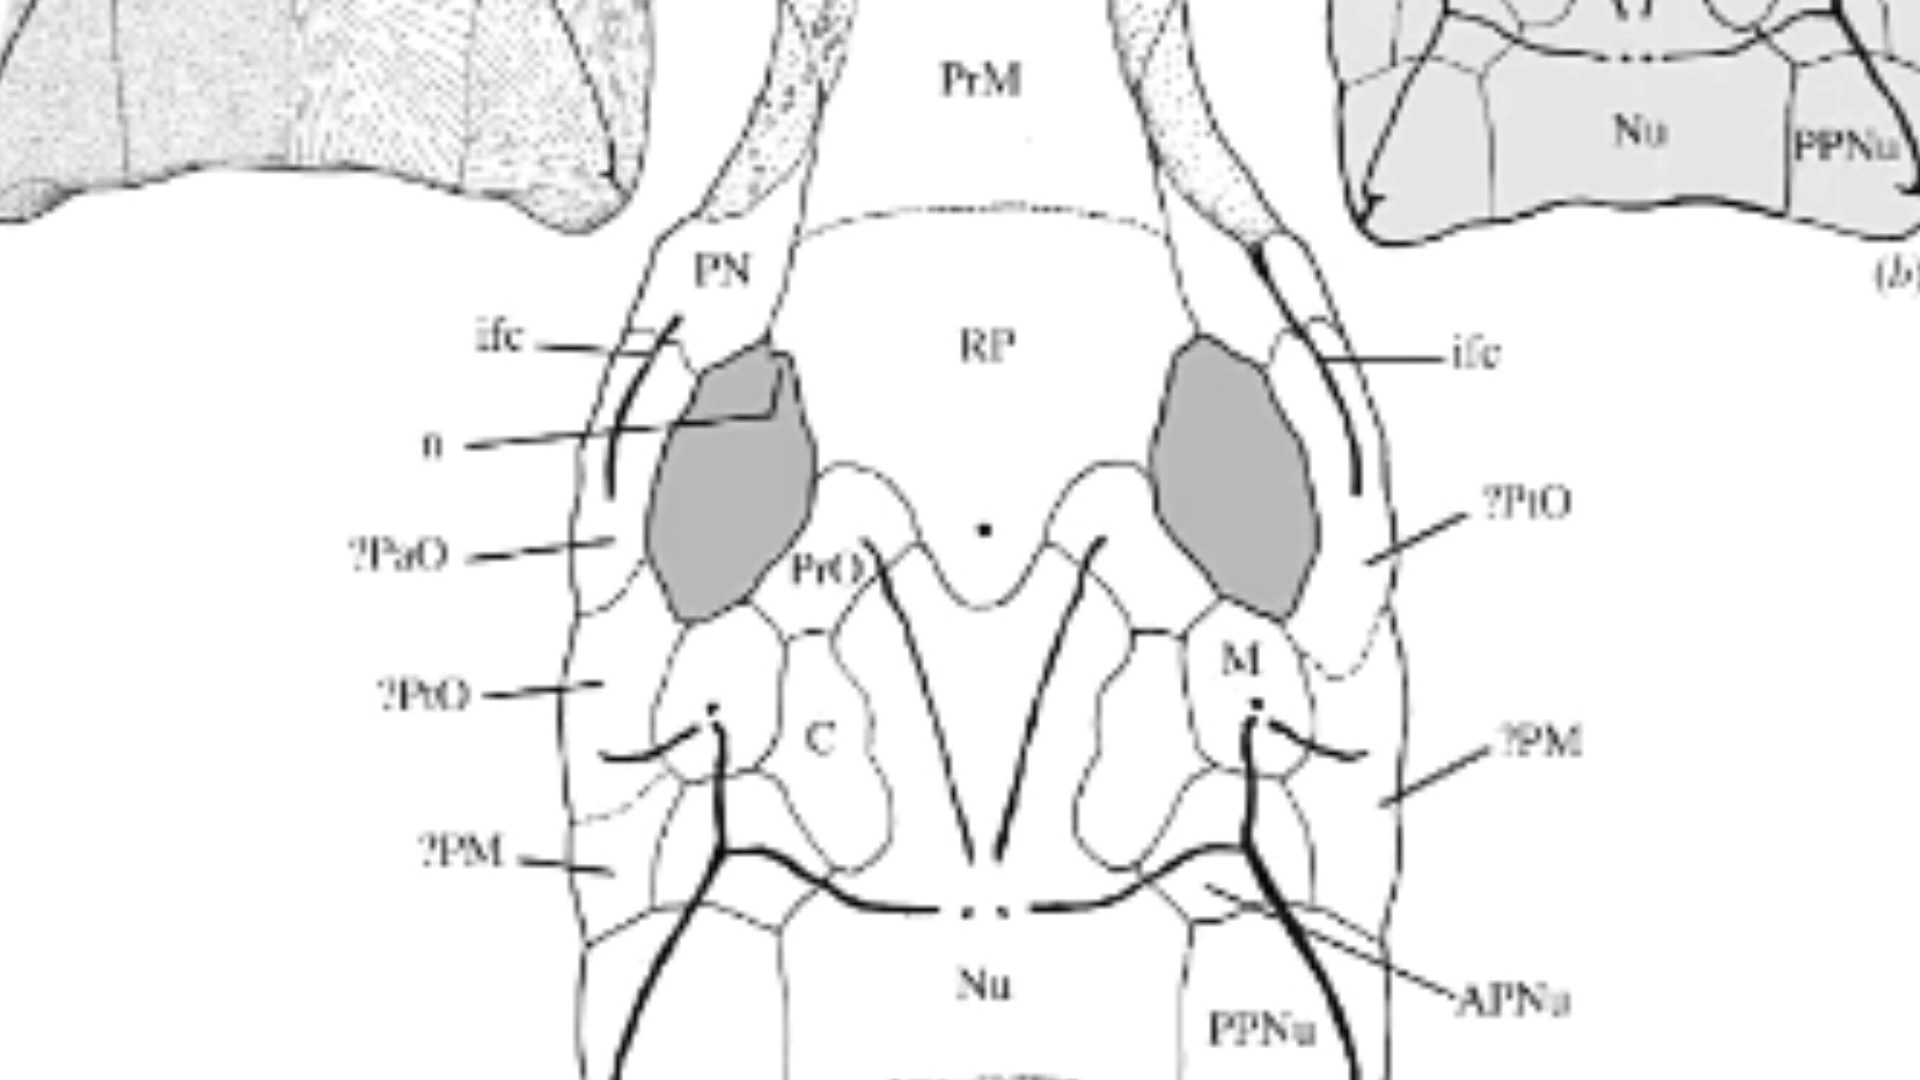 PrM
Nu
PPNu
PN
(b)
ifc
RP
ifc
n
?PtO
?PaO
PrO
M
?PtO
C
?PM
?PM
Nu
APNu
PPNu